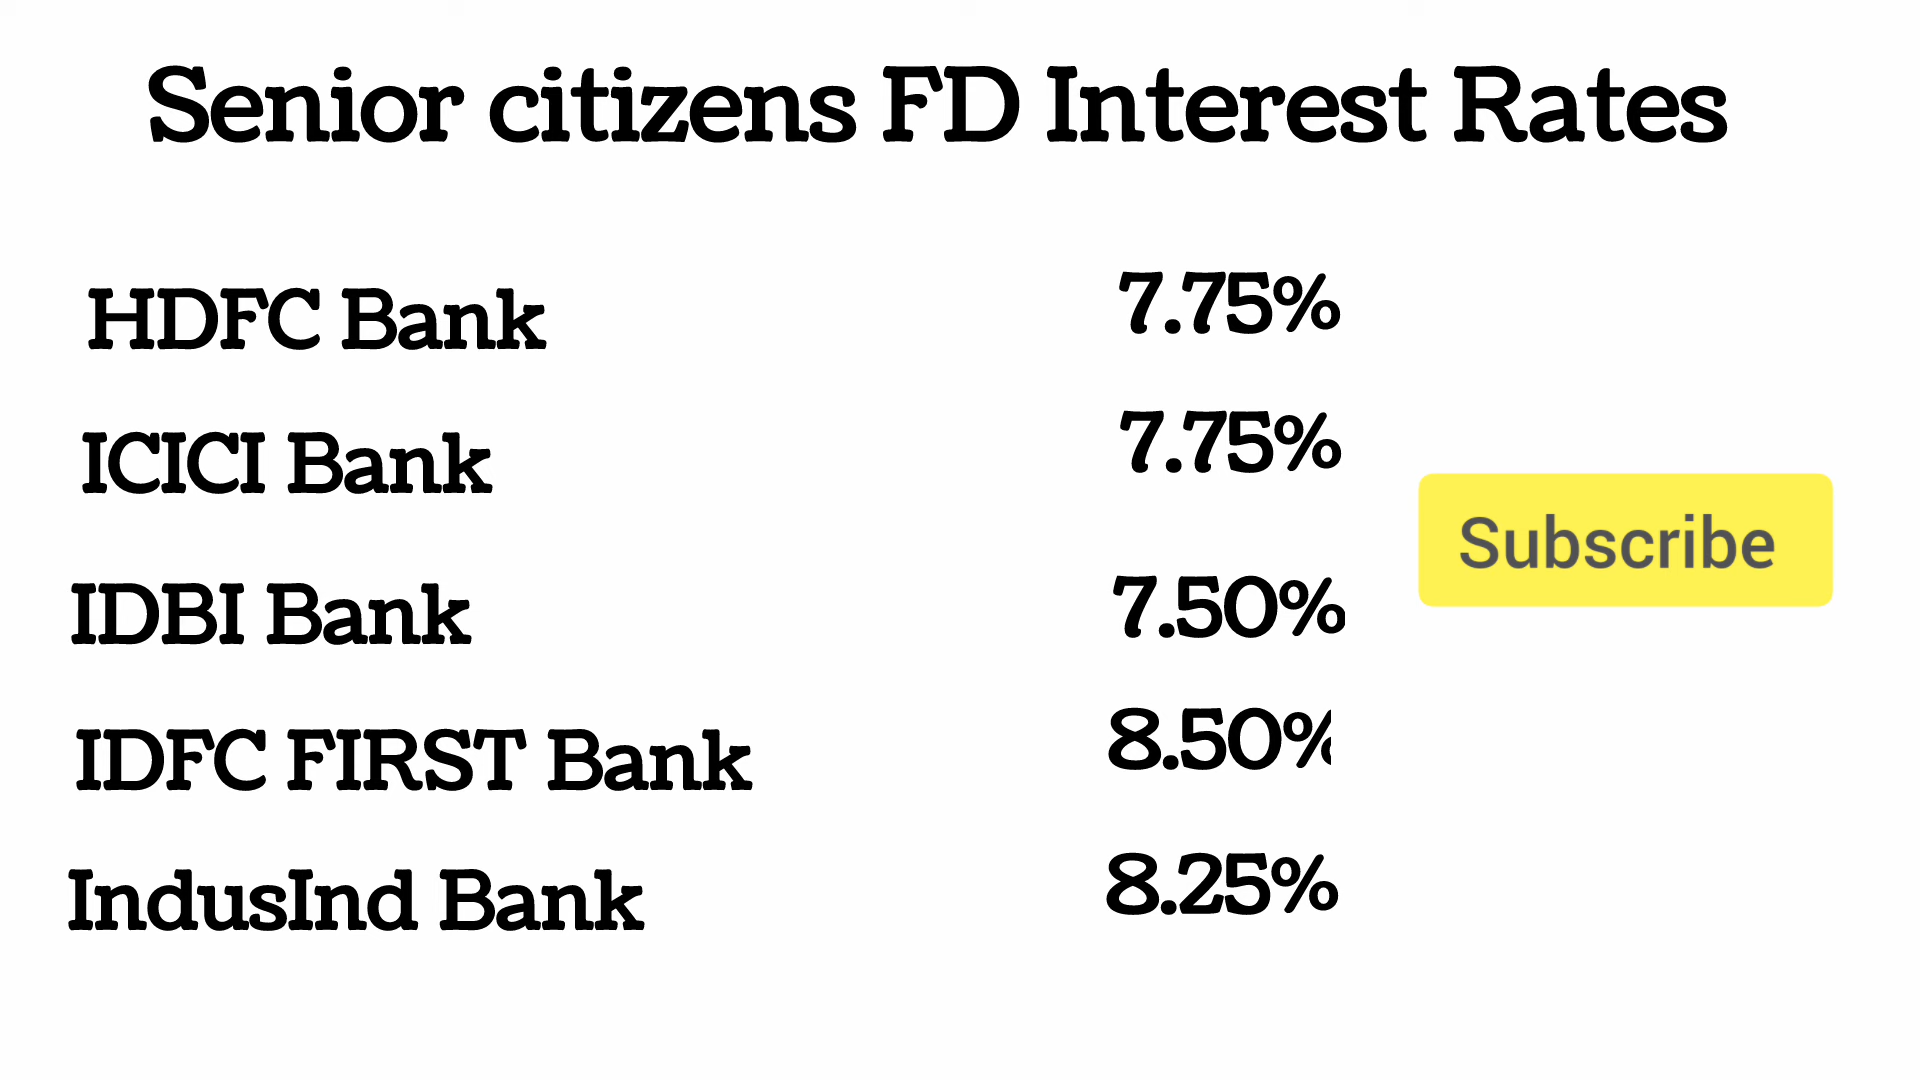 Senior citizens FD Interest Rates
HDFC Bank 7.75%
ICICI Bank 7.75%
Subscribe
IDBI Bank 7.50%
IDFC FIRST Bank 8.50%
IndusInd Bank 8.25%